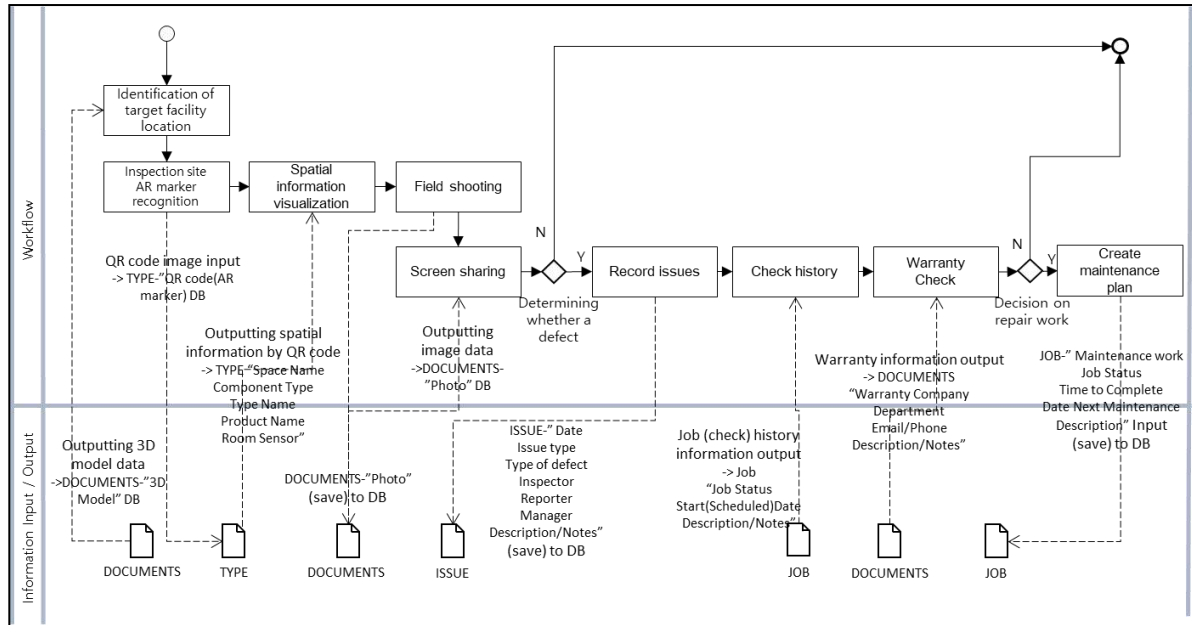 Workflow
Identification of
target facility
location
Inspection site
AR marker
recognition
Spatial
information
visualization
Field shooting
Screen sharing
N
Y
Determining
whether a
defect
Record issues
Check history
Warranty
Check
N
Y
Decision on
repair work
Create
maintenance
plan
QR code image input
-> TYPE-"QR code(AR
marker) DB
Outputting spatial
information by QR code
-> TYPE-"Space Name
Component Type
Type Name
Product Name
Room Sensor"
Outputting
image data
->DOCUMENTS-
"Photo" DB
Warranty information output
-> DOCUMENTS
"Warranty Company
Department
Email/Phone
Description/Notes"
JOB-" Maintenance work
Job Status
Time to Complete
Date Next Maintenance
Description" Input
(save) to DB
Information Input / Output
Outputting 3D
model data
->DOCUMENTS-"3D
Model" DB
DOCUMENTS-"Photo"
(save) to DB
ISSUE-" Date
Issue type
Type of defect
Inspector
Reporter
Manager
Description/Notes"
(save) to DB
Job (check) history
information output
-> Job
"Job Status
Start(Scheduled)Date
Description/Notes"
DOCUMENTS
TYPE
DOCUMENTS
ISSUE
JOB
DOCUMENTS
JOB